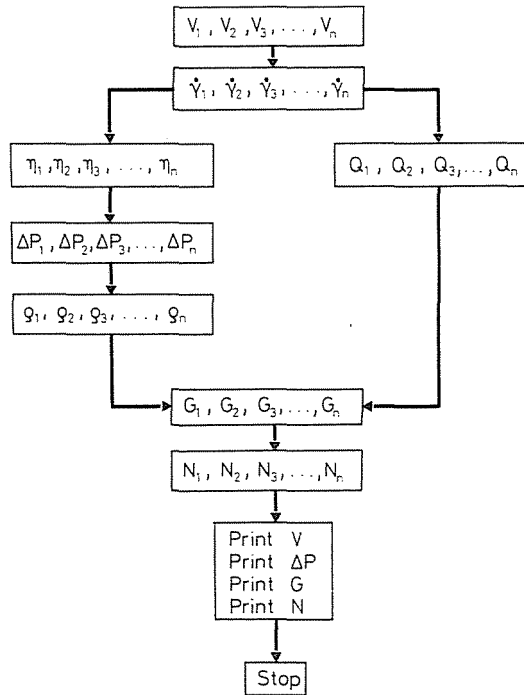 V₁, V₂, V₃, ..., Vₙ
γ̇₁, γ̇₂, γ̇₃, ..., γ̇ₙ
η₁, η₂, η₃, ..., ηₙ
Q₁, Q₂, Q₃, ..., Qₙ
ΔP₁, ΔP₂, ΔP₃, ..., ΔPₙ
ϱ₁, ϱ₂, ϱ₃, ..., ϱₙ
G₁, G₂, G₃, ..., Gₙ
N₁, N₂, N₃, ..., Nₙ
Print V
Print ΔP
Print G
Print N
Stop